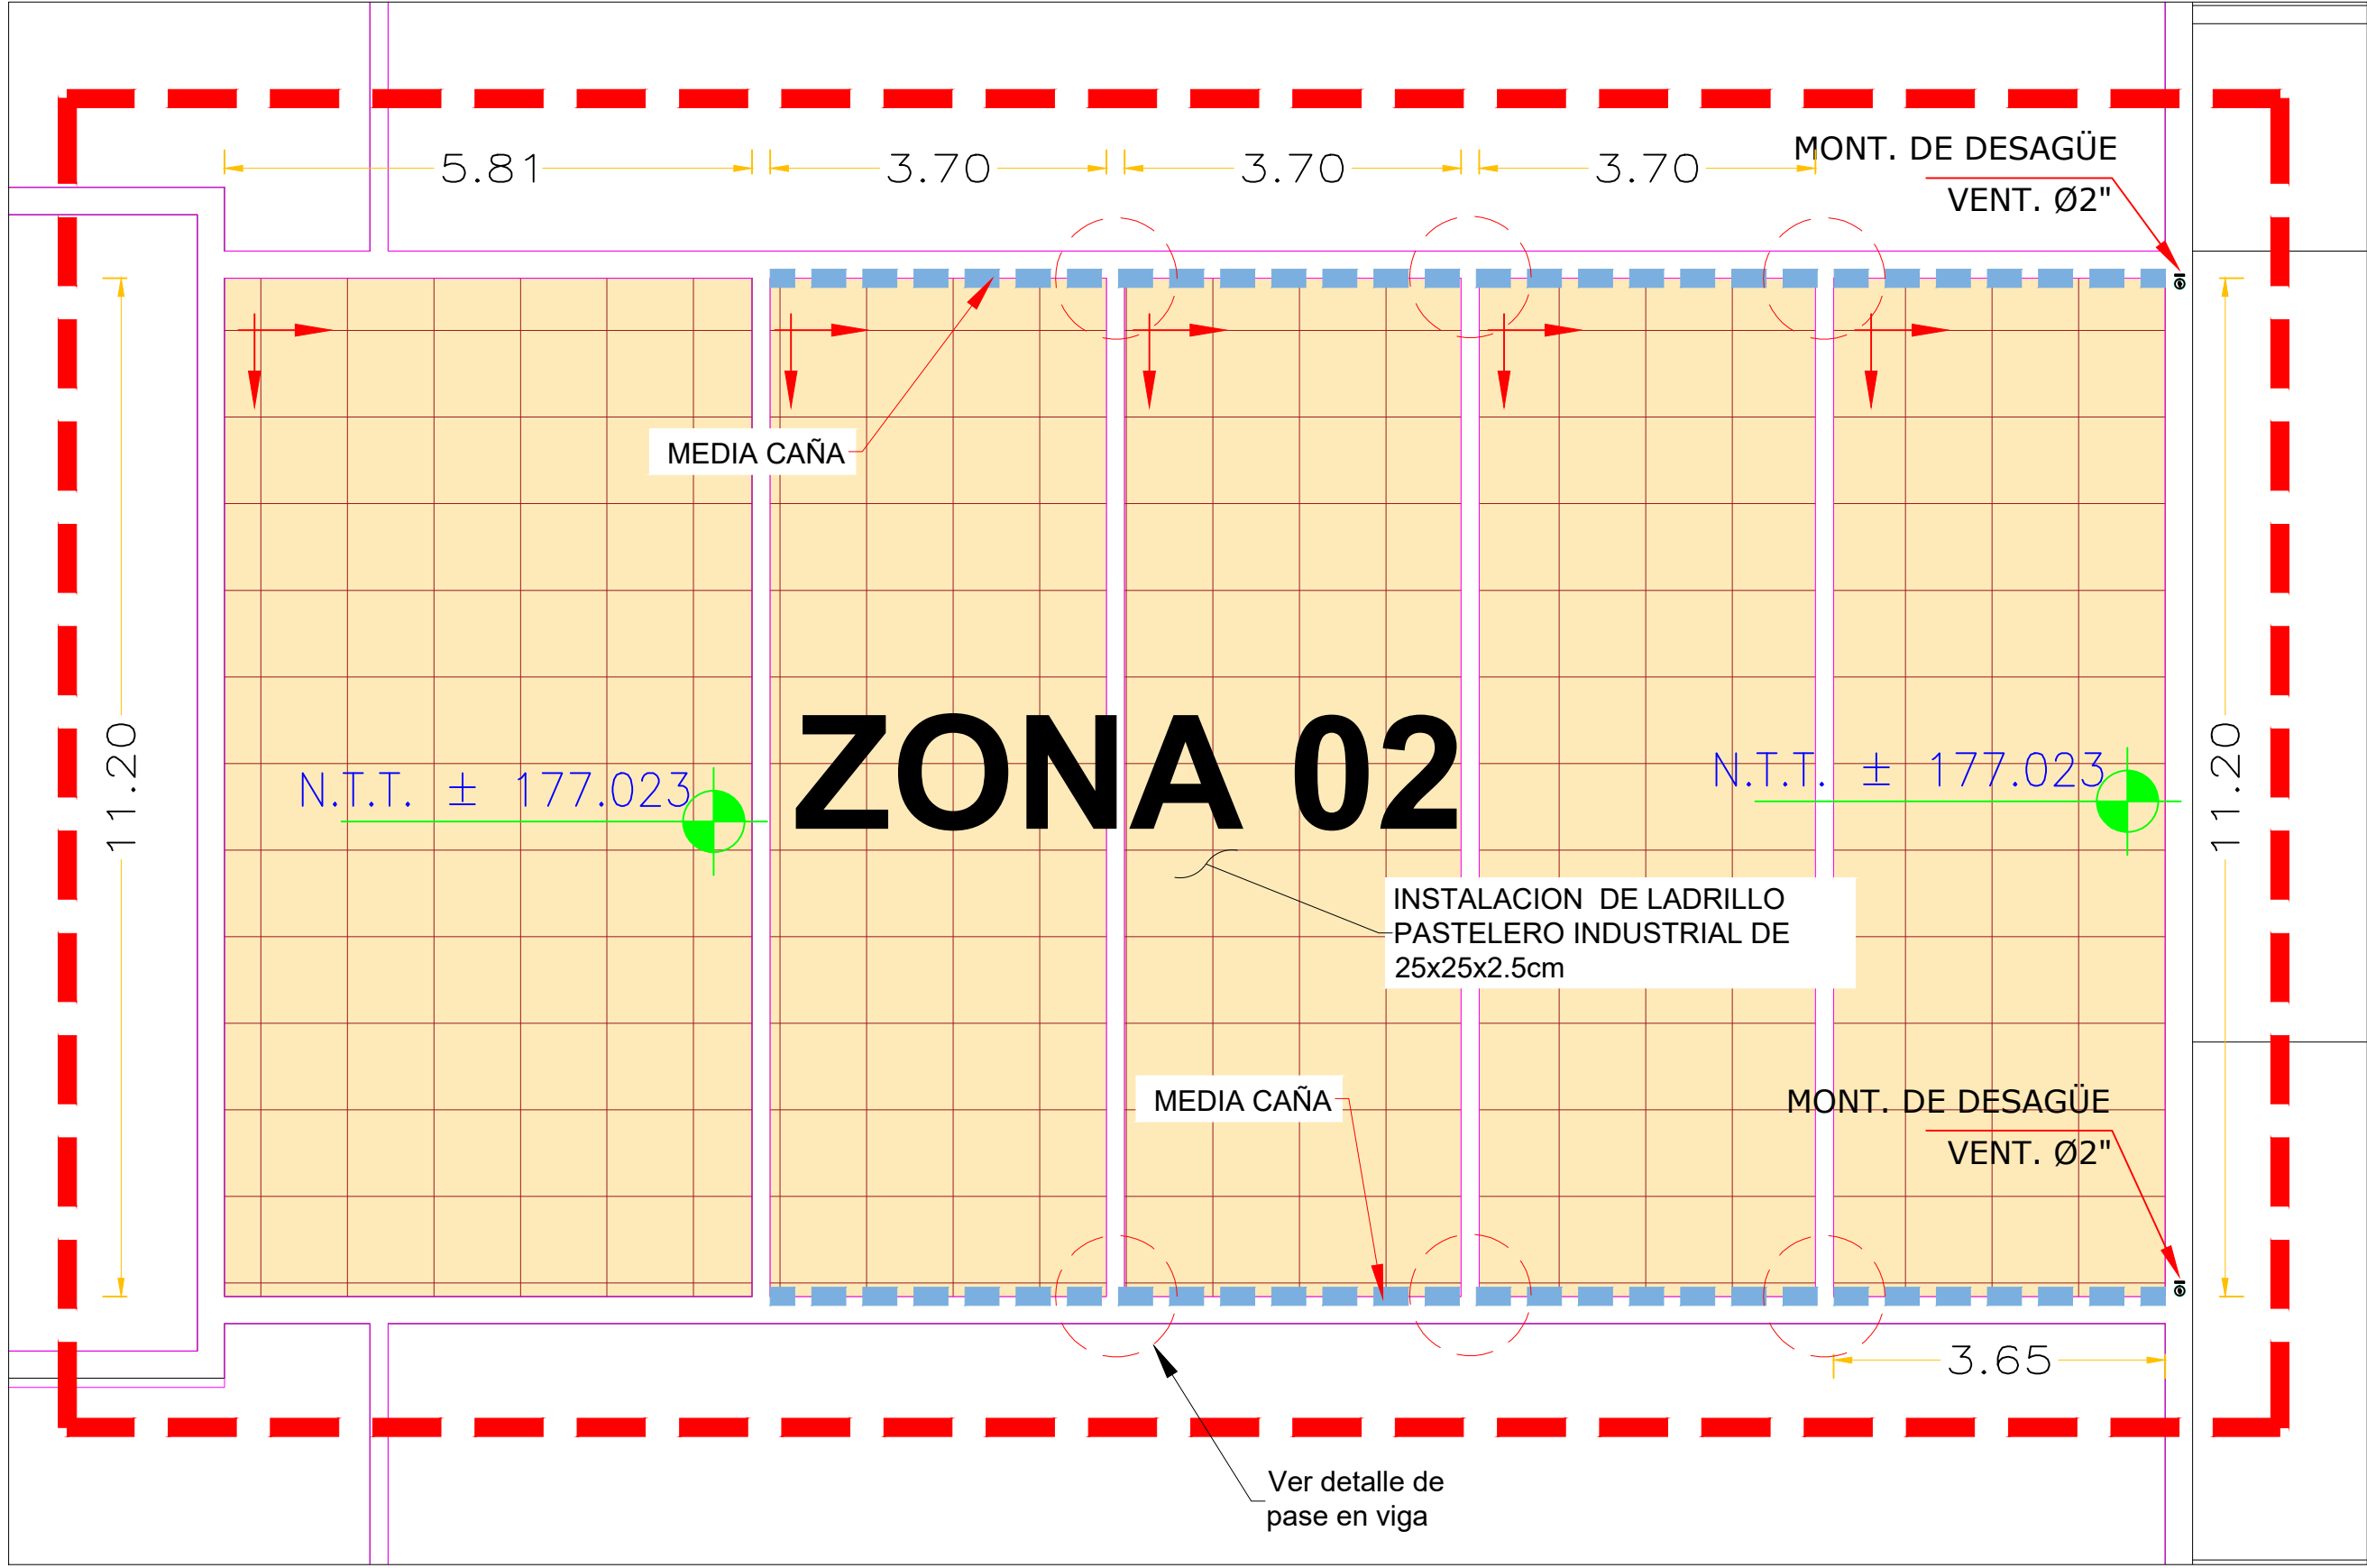 MONT. DE DESAGÜE
VENT. Ø2"
5.81
3.70
3.70
3.70
MEDIA CAÑA
ZONA 02
11.20
N.T.T. ± 177.023
N.T.T. ± 177.023
11.20
INSTALACION DE LADRILLO
PASTELERO INDUSTRIAL DE
25x25x2.5cm
MEDIA CAÑA
MONT. DE DESAGÜE
VENT. Ø2"
3.65
Ver detalle de
pase en viga